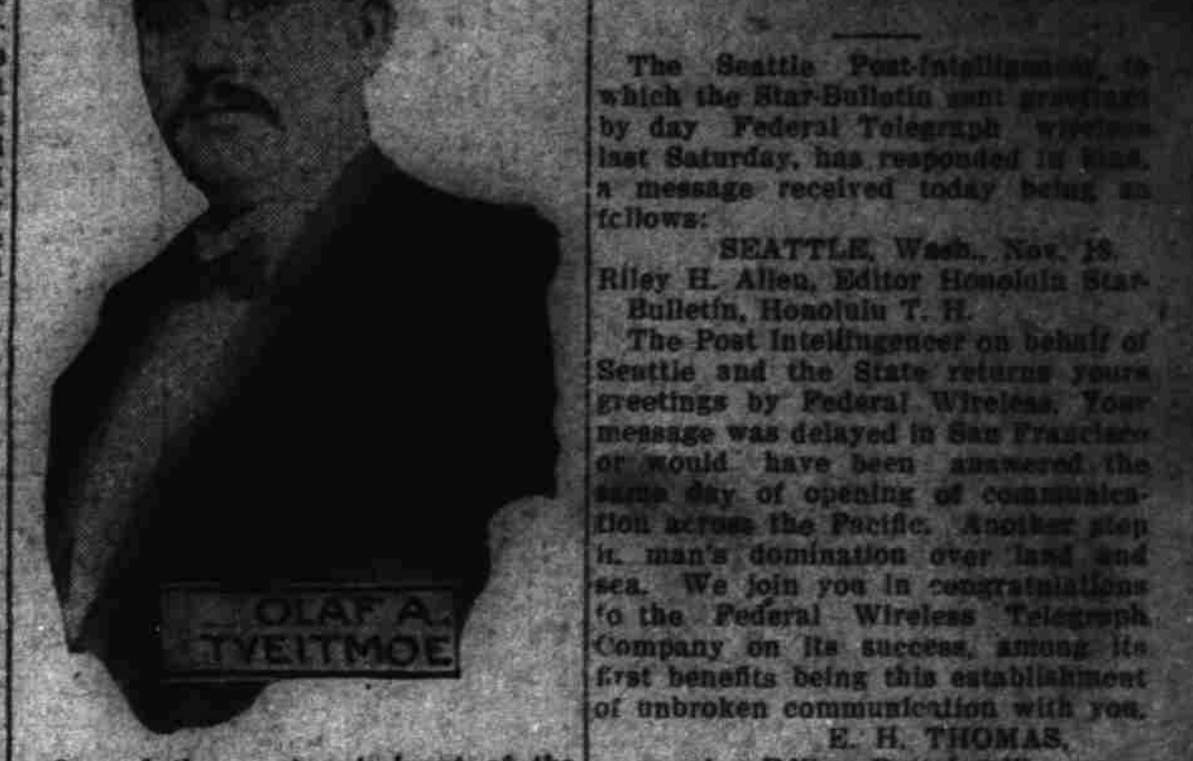 OLAF A.
TVEITMOE
The Seattle Post-Intelligencer, to
which the Star-Bulletin sent greetings
by day Federal Telegraph wireless
last Saturday, has responded in kind,
a message received today being as
follows:
SEATTLE, Wash., Nov. 18.
Riley H. Allen, Editor Honolulu Star-
Bulletin, Honolulu T. H.
The Post Intellingencer on behalf of
Seattle and the State returns yours
greetings by Federal Wireless. Your
message was delayed in San Francisco
or would have been answered the
same day of opening of communica-
tion across the Pacific. Another step
in man's domination over land and
sea. We join you in congratulations
to the Federal Wireless Telegraph
Company on its success, among its
first benefits being this establishment
of unbroken communication with you.
E. H. THOMAS,